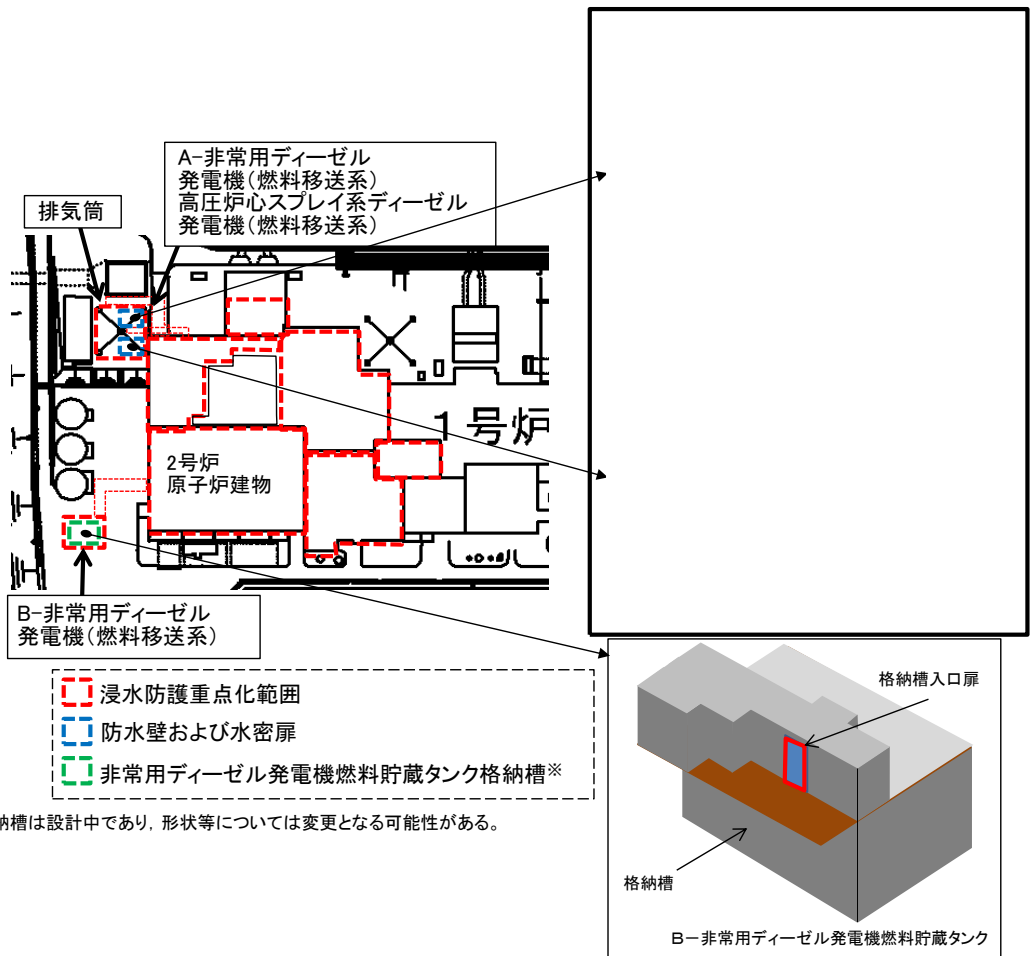 A-非常用ディーゼル
発電機(燃料移送系)
高圧炉心スプレイ系ディーゼル
発電機(燃料移送系)
排気筒
1号炉
2号炉
原子炉建物
B-非常用ディーゼル
発電機(燃料移送系)
浸水防護重点化範囲
防水壁および水密扉
非常用ディーゼル発電機燃料貯蔵タンク格納槽※
納槽は設計中であり，形状等については変更となる可能性がある。
格納槽入口扉
格納槽
B－非常用ディーゼル発電機燃料貯蔵タンク